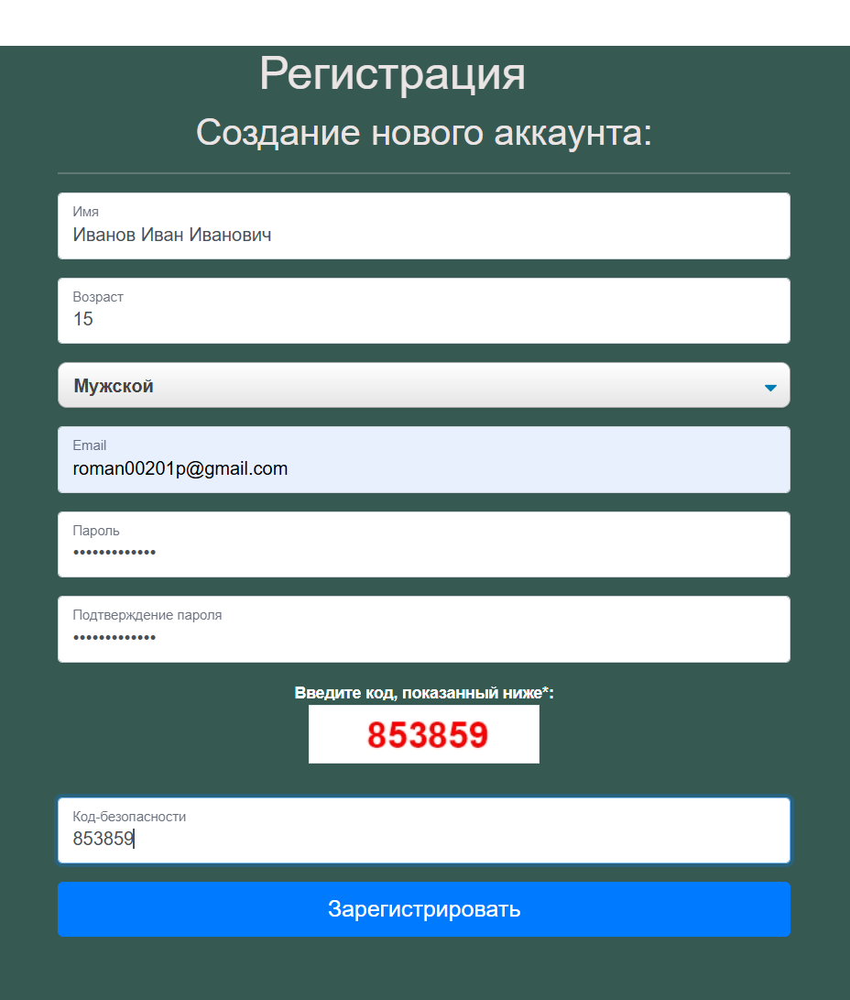 Регистрация
Создание нового аккаунта:
Имя
Иванов Иван Иванович
Возраст
15
Мужской
Email
roman00201p@gmail.com
Пароль
•••••••••••••
Подтверждение пароля
•••••••••••••
Введите код, показанный ниже*:
853859
Код-безопасности
853859
Зарегистрировать